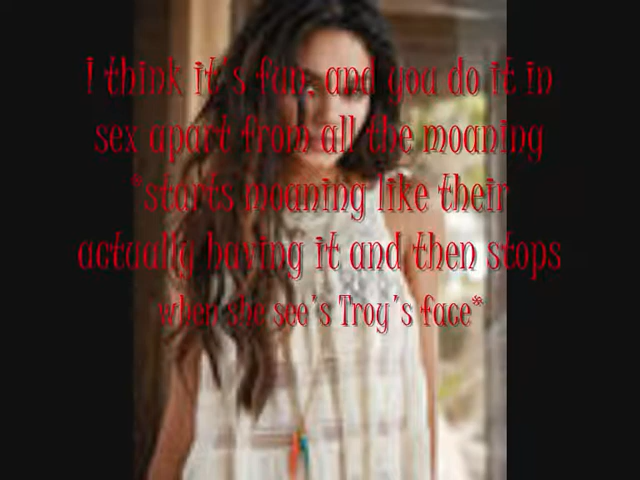 I think it's fun, and you do it in
sex apart from all the moaning
*starts moaning like their
actually having it and then stops
when she see's Troy's face*